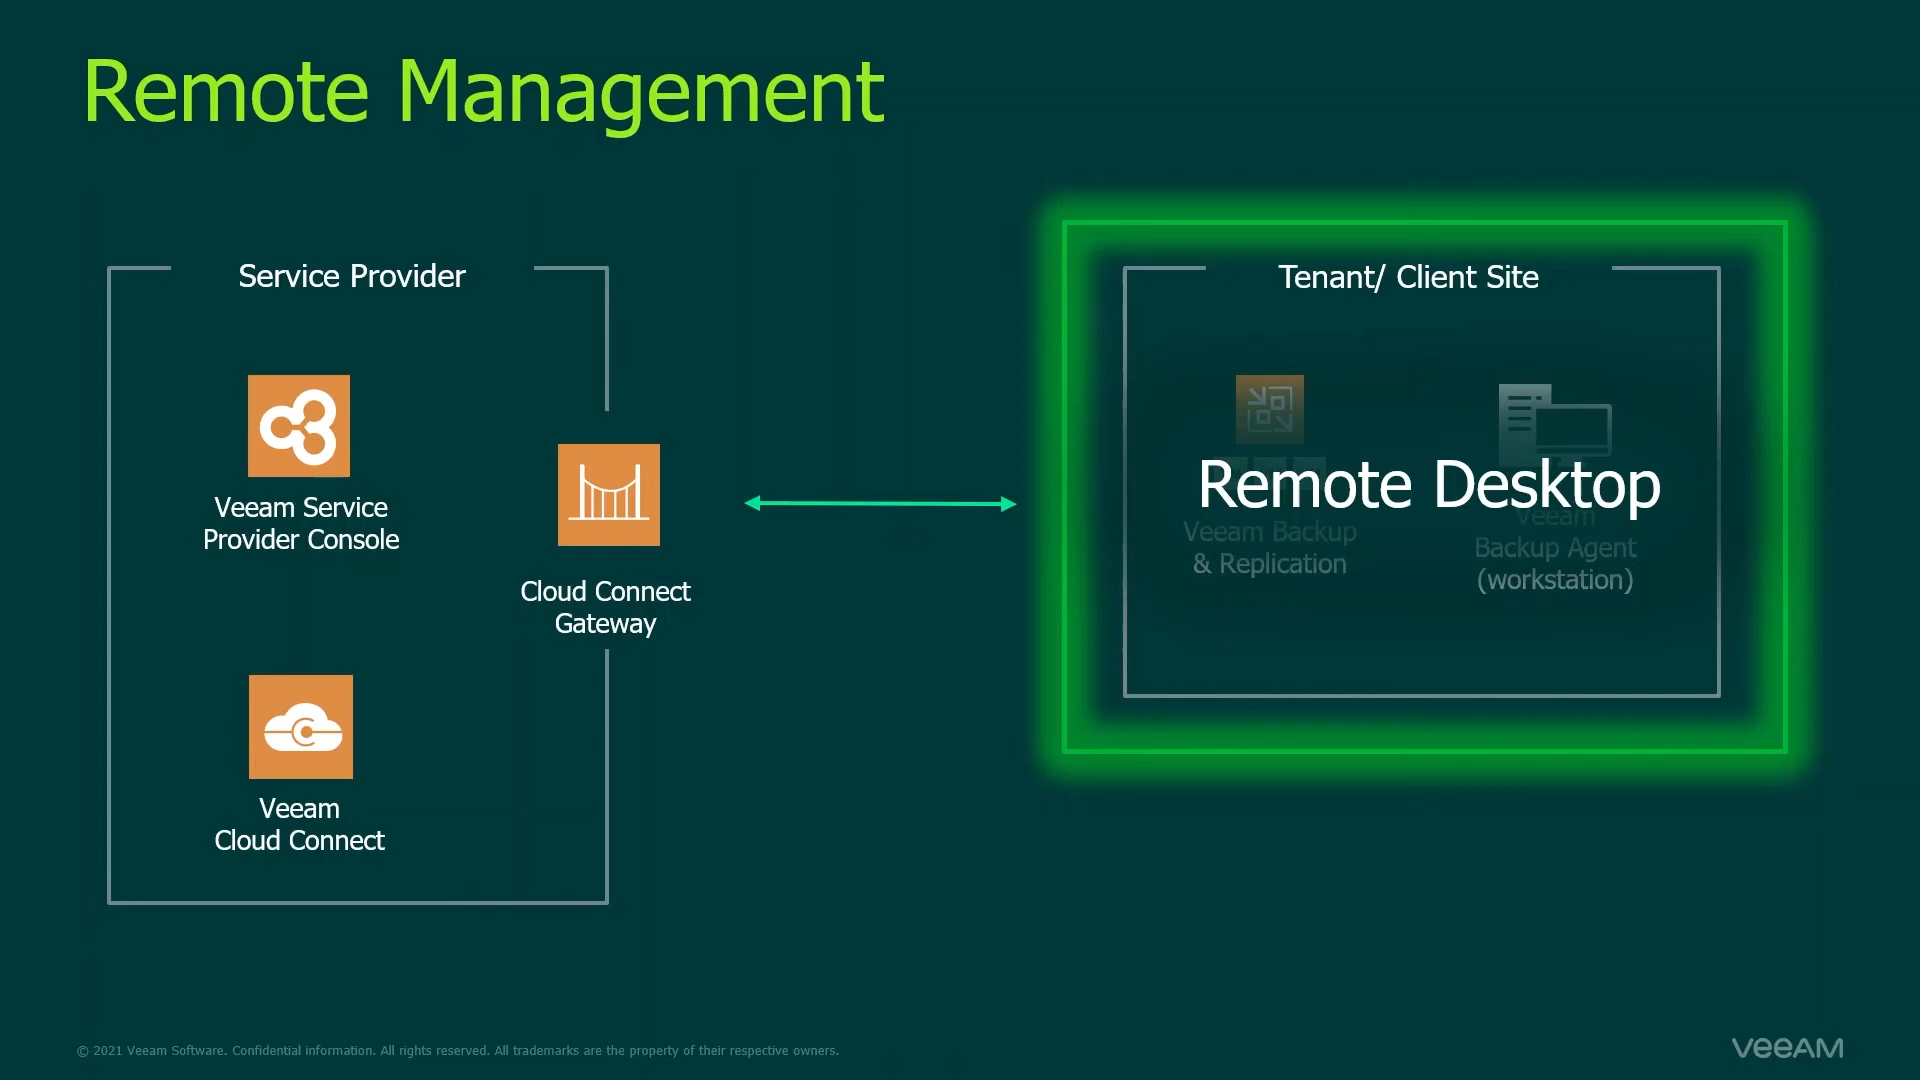 Remote Management
Service Provider
Veeam Service
Provider Console
Cloud Connect
Gateway
Veeam
Cloud Connect
Tenant/ Client Site
Remote Desktop
Veeam Backup
& Replication
Veeam
Backup Agent
(workstation)
© 2021 Veeam Software. Confidential information. All rights reserved. All trademarks are the property of their respective owners.
VEEAM